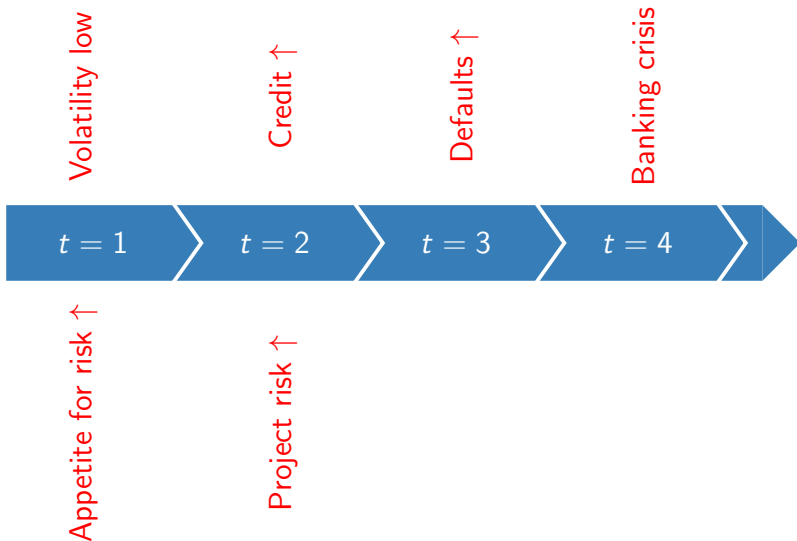 Volatility low
Credit ↑
Defaults ↑
Banking crisis
t = 1
t = 2
t = 3
t = 4
Appetite for risk ↑
Project risk ↑